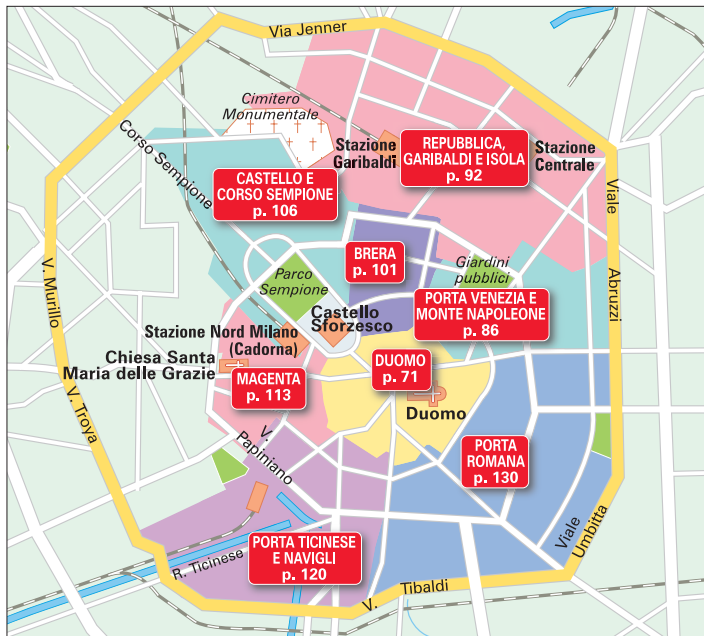 Via Jenner
Cimitero
Monumentale
Corso Sempione
Stazione
Garibaldi
REPUBBLICA,
GARIBALDI E ISOLA
p. 92
Stazione
Centrale
CASTELLO E
CORSO SEMPIONE
p. 106
Viale
Abruzzi
BRERA
p. 101
Giardini
pubblici
V. Murillo
Parco
Sempione
PORTA VENEZIA E
MONTE NAPOLEONE
p. 86
Castello
Sforzesco
Stazione Nord Milano
(Cadorna)
Chiesa Santa
Maria delle Grazie
DUOMO
p. 71
MAGENTA
p. 113
Duomo
V. Troya
V.
Papiniano
PORTA
ROMANA
p. 130
Viale
Umbitta
PORTA TICINESE
E NAVIGLI
p. 120
R. Ticinese
V.
Tibaldi